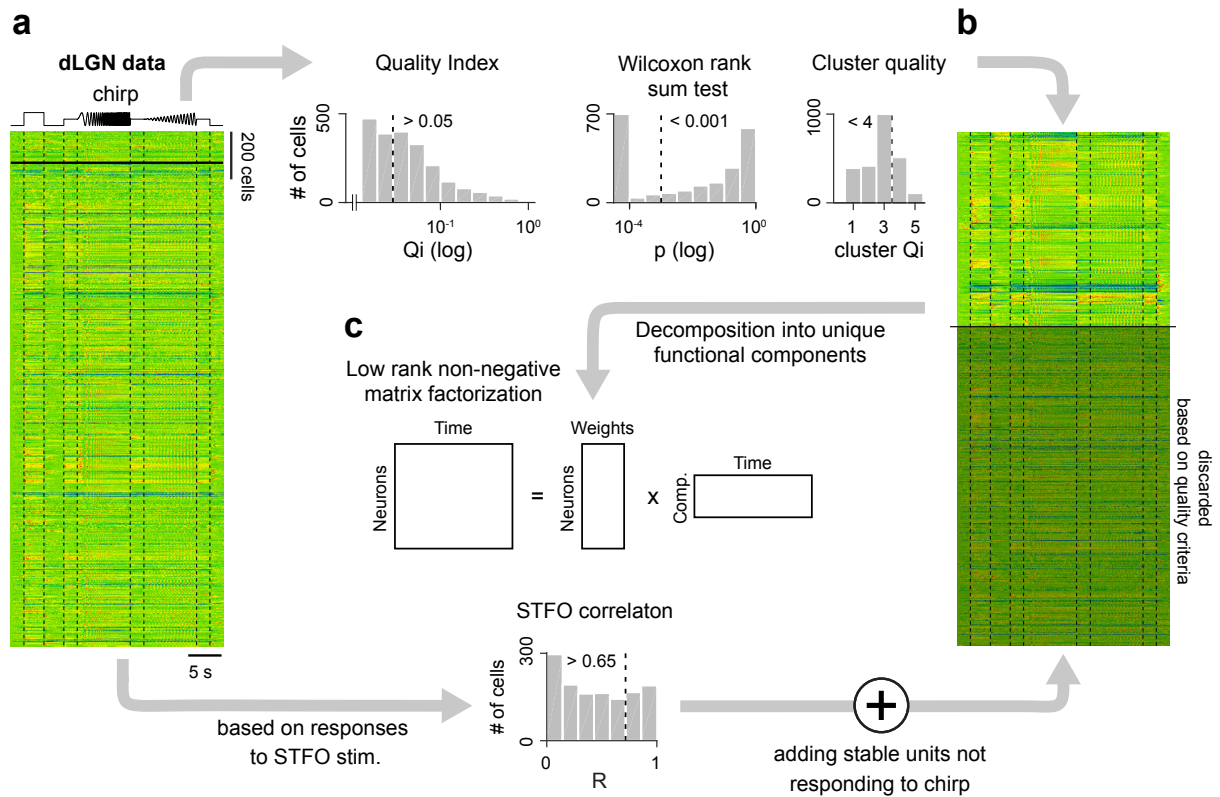 a
dLGN data
chirp
200 cells
5 s
Quality Index
# of cells
500
0
> 0.05
10⁻¹
10⁰
Qi (log)
Wilcoxon rank
sum test
700
0
< 0.001
10⁻⁴
10⁰
p (log)
Cluster quality
1000
0
< 4
1 3 5
cluster Qi
b
discarded
based on quality criteria
c
Decomposition into unique
functional components
Low rank non-negative
matrix factorization
Time
Neurons
=
Weights
Neurons
x
Time
Comp.
STFO correlaton
# of cells
300
0
> 0.65
0 1
R
based on responses
to STFO stim.
+
adding stable units not
responding to chirp